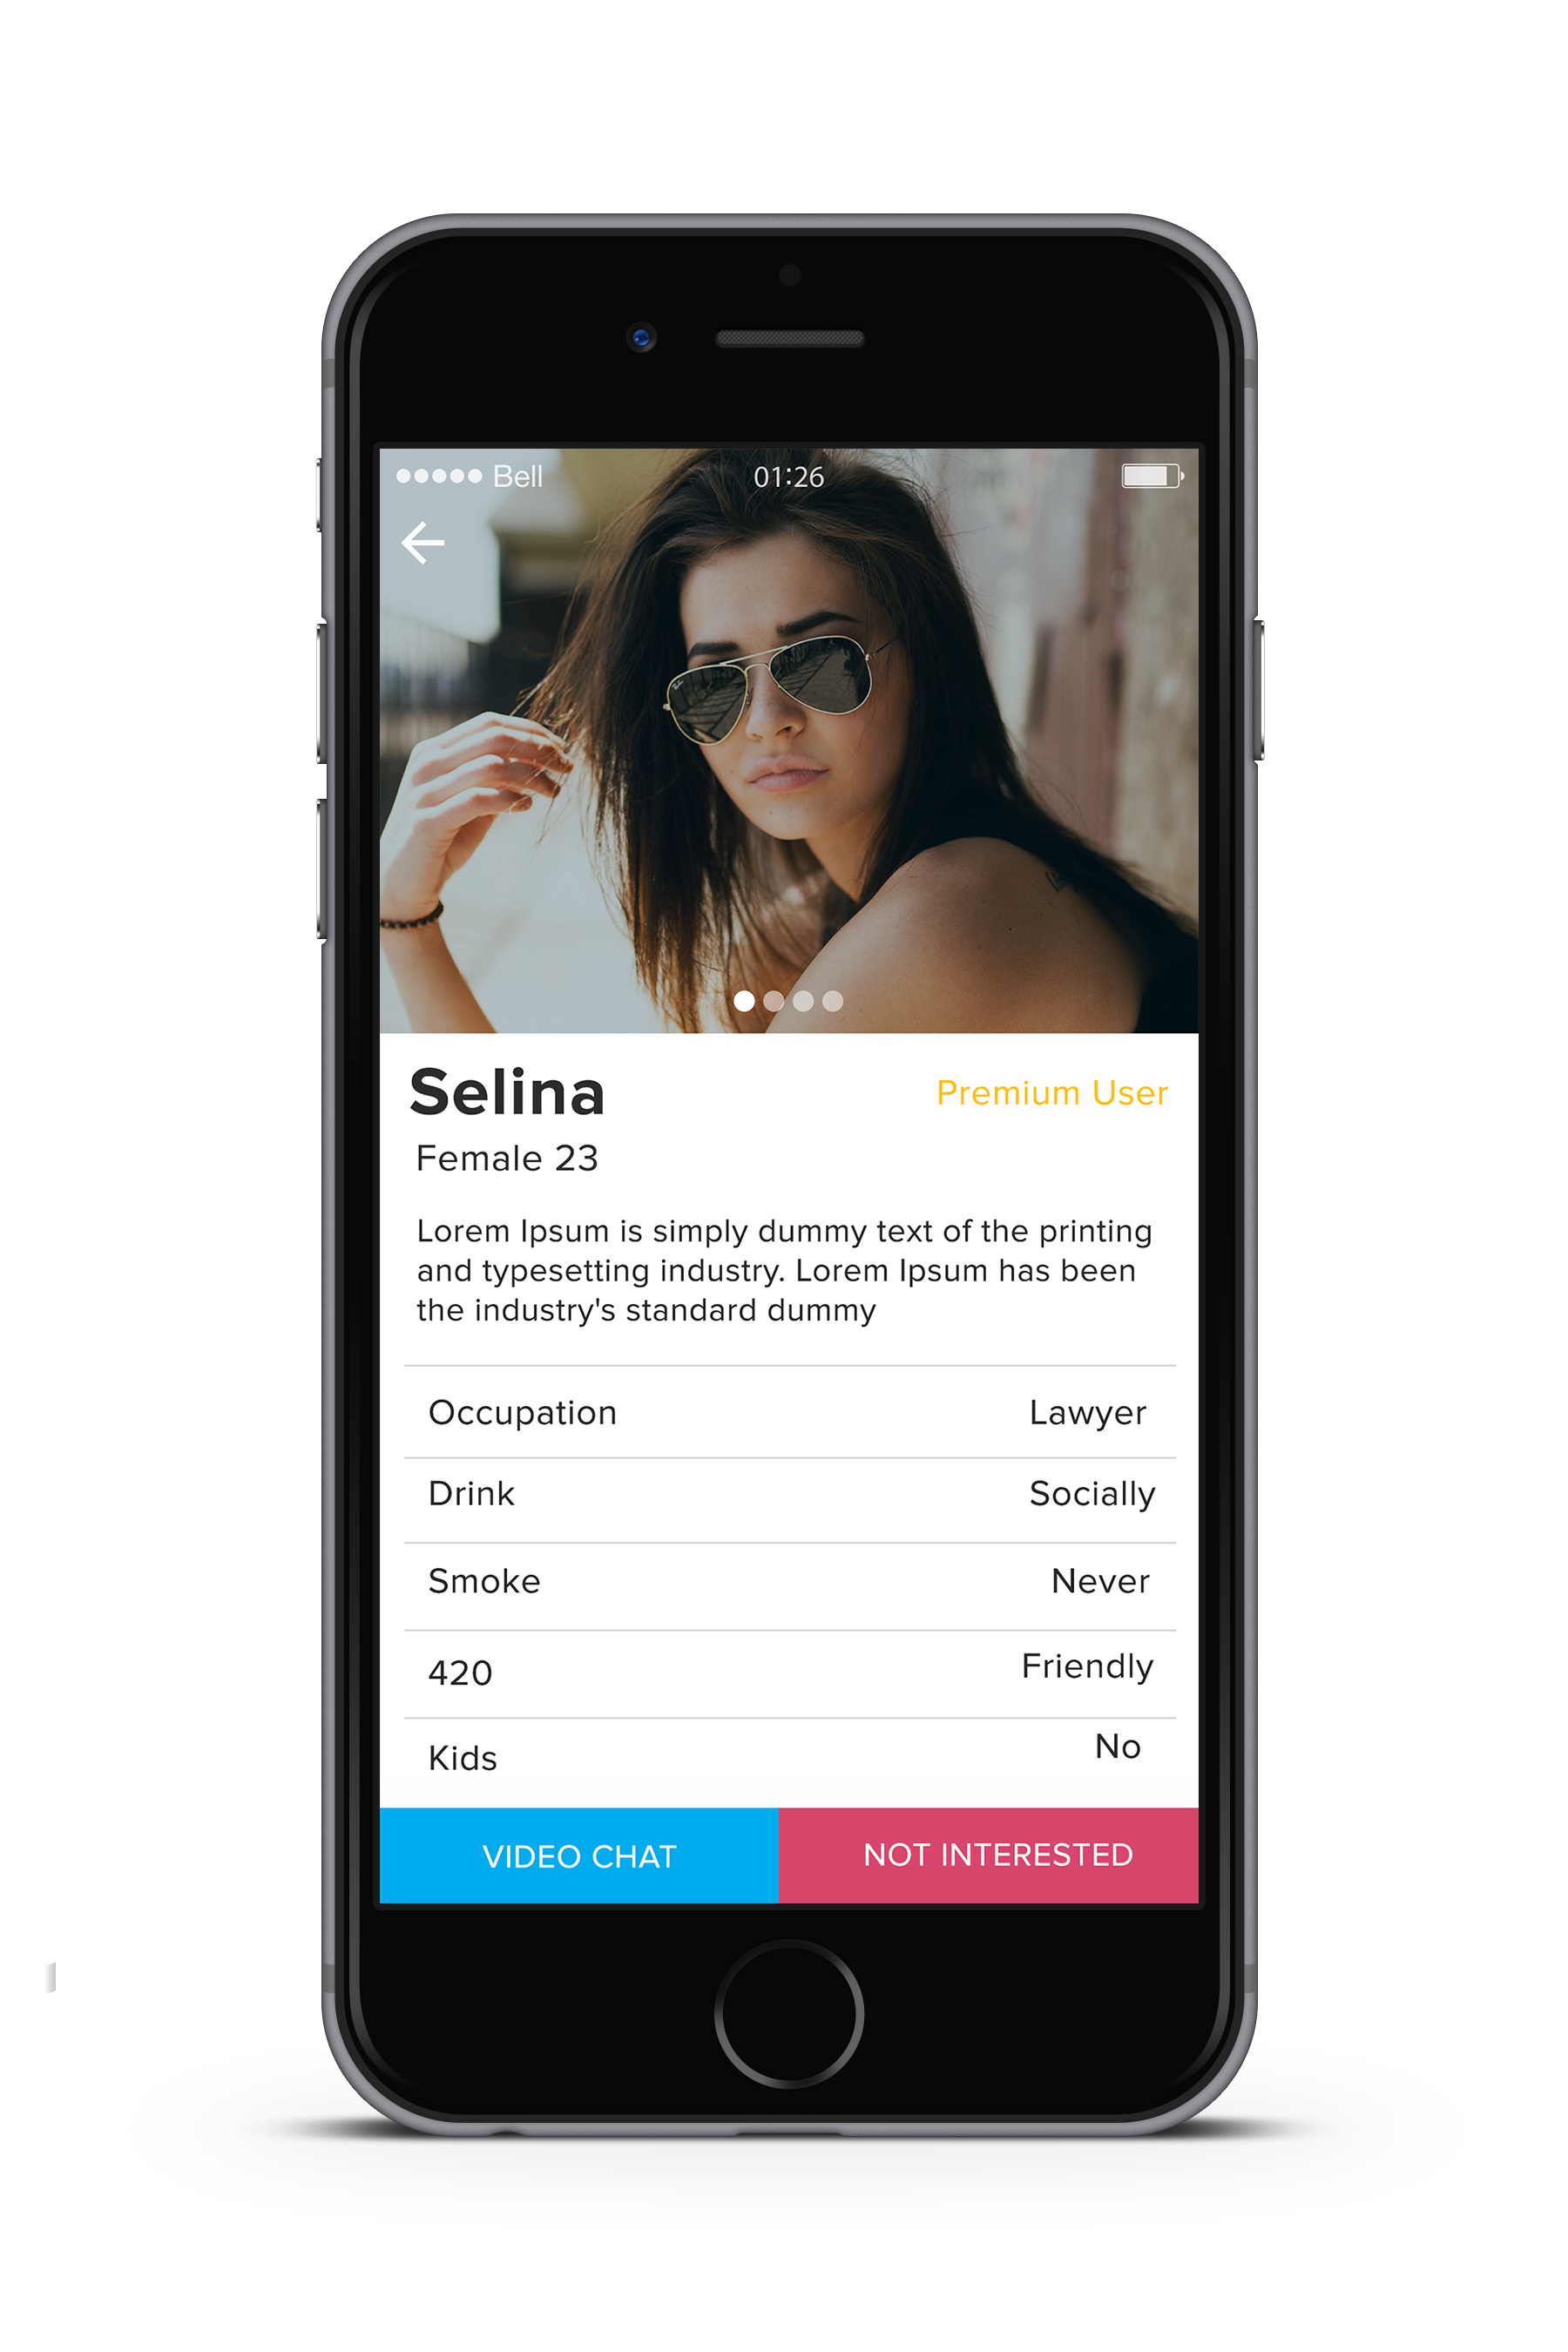 Bell 01:26
Selina Premium User
Female 23
Lorem Ipsum is simply dummy text of the printing
and typesetting industry. Lorem Ipsum has been
the industry's standard dummy
Occupation Lawyer
Drink Socially
Smoke Never
420 Friendly
Kids No
VIDEO CHAT NOT INTERESTED